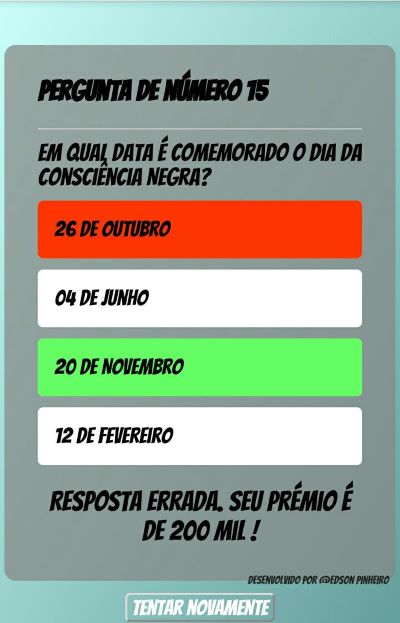 PERGUNTA DE NÚMERO 15
EM QUAL DATA É COMEMORADO O DIA DA
CONSCIÊNCIA NEGRA?
26 DE OUTUBRO
04 DE JUNHO
20 DE NOVEMBRO
12 DE FEVEREIRO
RESPOSTA ERRADA. SEU PRÉMIO É
DE 200 MIL !
DESENVOLVIDO POR @EDSON PINHEIRO
TENTAR NOVAMENTE